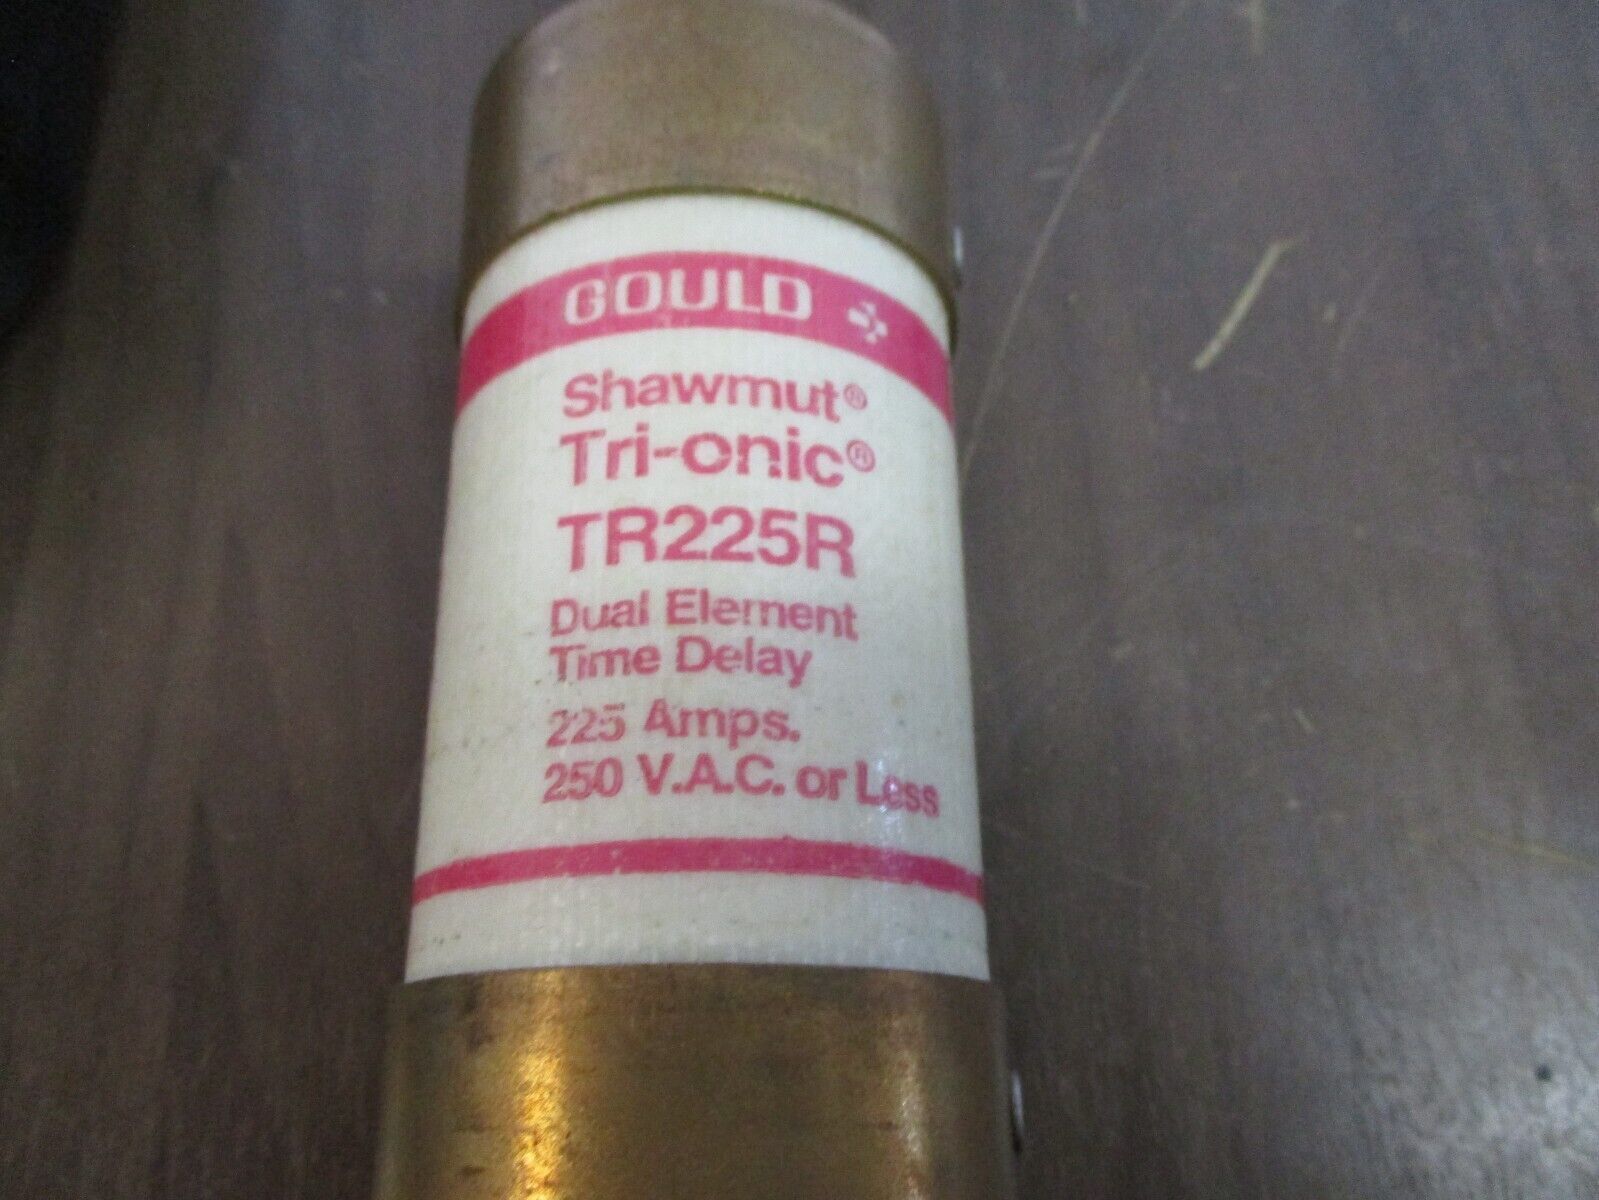 GOULD
Shawmut®
Tri-onic®
TR225R
Dual Element
Time Delay
225 Amps.
250 V.A.C. or Less